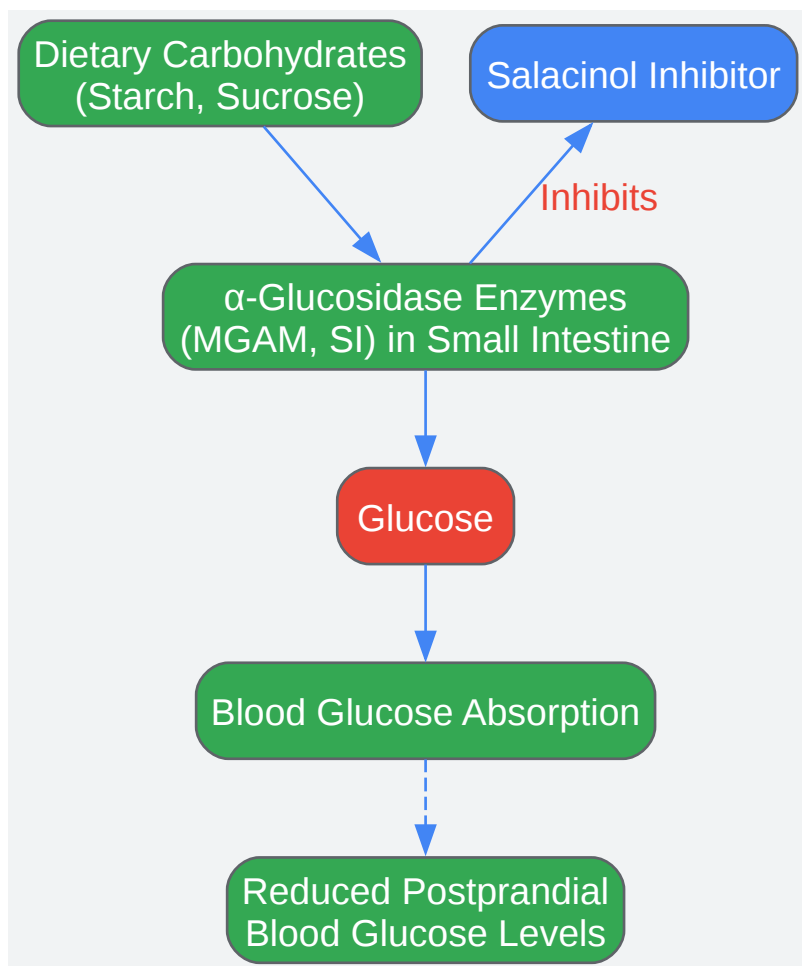 Dietary Carbohydrates
(Starch, Sucrose)
Salacinol Inhibitor
Inhibits
α-Glucosidase Enzymes
(MGAM, SI) in Small Intestine
Glucose
Blood Glucose Absorption
Reduced Postprandial
Blood Glucose Levels